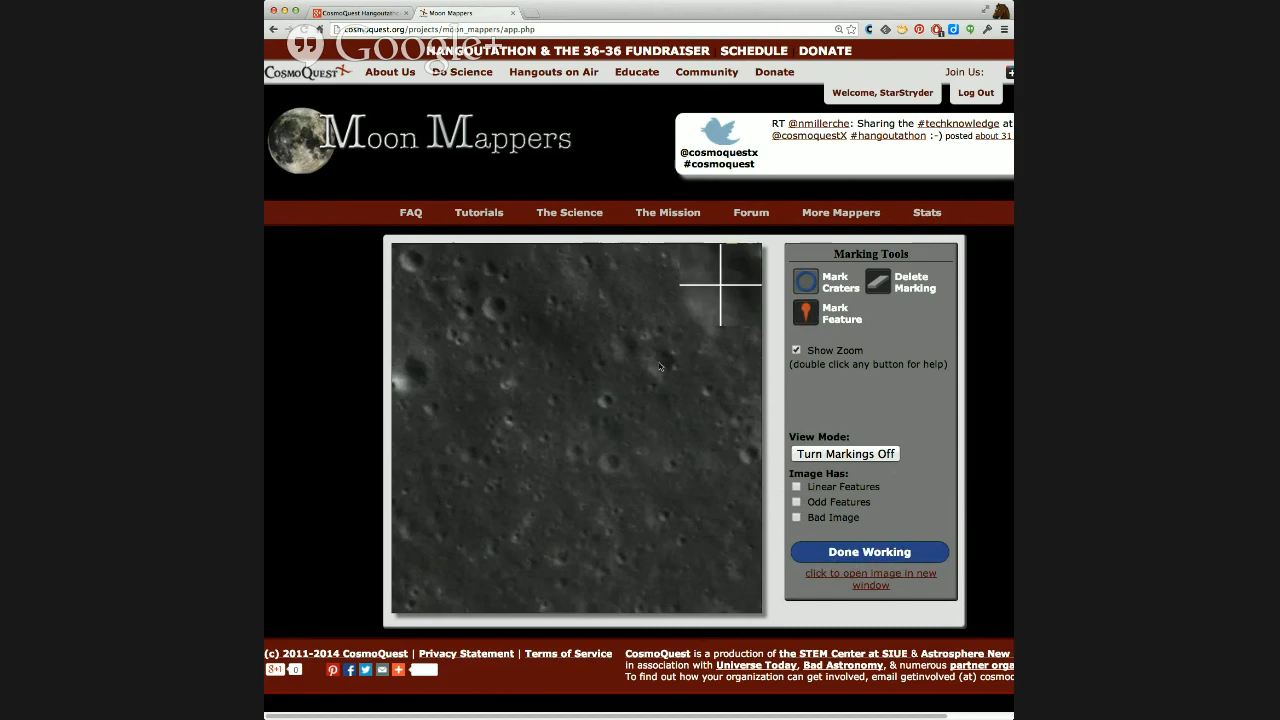 CosmoQuest Hangoutatho
Moon Mappers
cosmoquest.org/projects/moon_mappers/app.php
Google+
HANGOUTATHON & THE 36-36 FUNDRAISER SCHEDULE DONATE
COSMOQUEST About Us Do Science Hangouts on Air Educate Community Donate Join Us:
Welcome, StarStryder Log Out
Moon Mappers
RT @nmillerche: Sharing the #techknowledge at
@cosmoquestX #hangoutathon :-) posted about 31
@cosmoquestx
#cosmoquest
FAQ Tutorials The Science The Mission Forum More Mappers Stats
Marking Tools
Mark Craters
Delete Marking
Mark Feature
Show Zoom
(double click any button for help)
View Mode:
Turn Markings Off
Image Has:
Linear Features
Odd Features
Bad Image
Done Working
click to open image in new
window
(c) 2011-2014 CosmoQuest | Privacy Statement | Terms of Service
g+1 0
CosmoQuest is a production of the STEM Center at SIUE & Astrosphere New
in association with Universe Today, Bad Astronomy, & numerous partner orga
To find out how your organization can get involved, email getinvolved (at) cosmoc